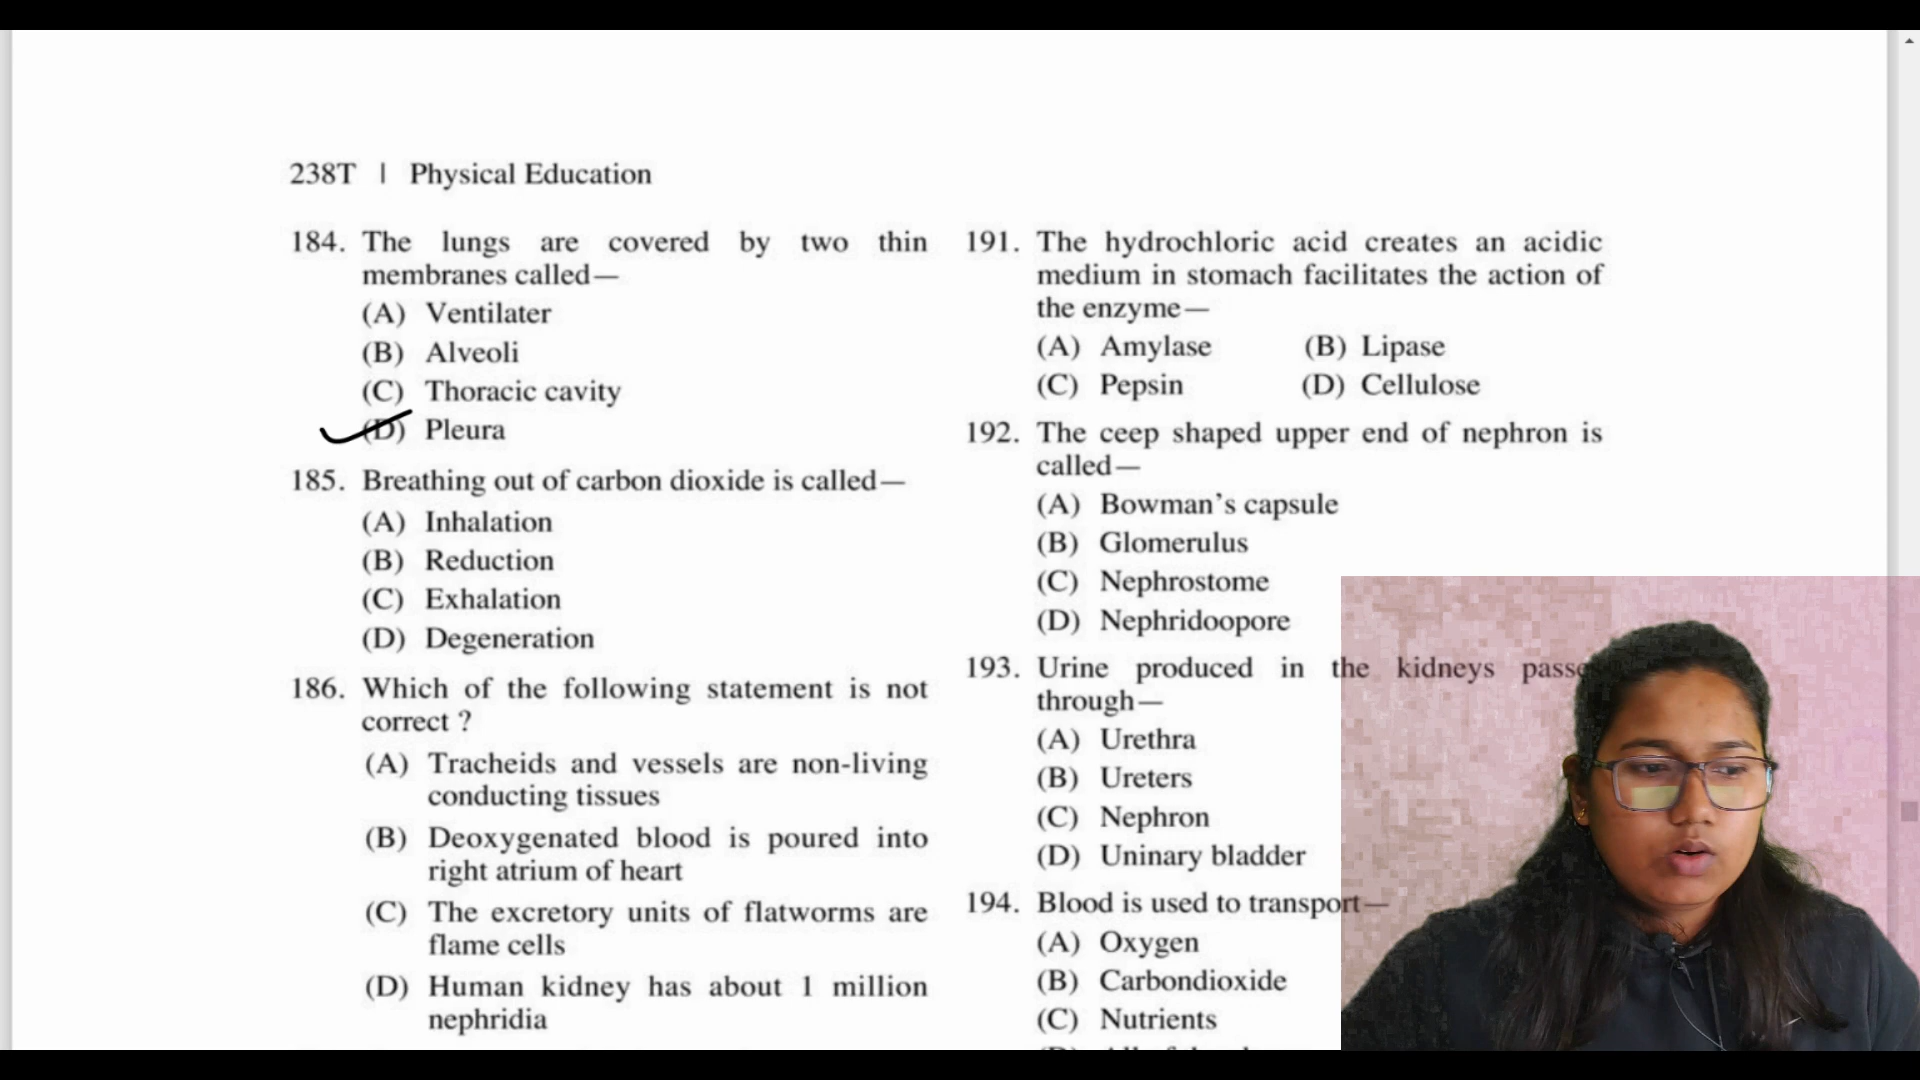 238T | Physical Education
184. The lungs are covered by two thin
membranes called—
(A) Ventilater
(B) Alveoli
(C) Thoracic cavity
(D) Pleura
185. Breathing out of carbon dioxide is called—
(A) Inhalation
(B) Reduction
(C) Exhalation
(D) Degeneration
186. Which of the following statement is not
correct ?
(A) Tracheids and vessels are non-living
conducting tissues
(B) Deoxygenated blood is poured into
right atrium of heart
(C) The excretory units of flatworms are
flame cells
(D) Human kidney has about 1 million
nephridia
191. The hydrochloric acid creates an acidic
medium in stomach facilitates the action of
the enzyme—
(A) Amylase (B) Lipase
(C) Pepsin (D) Cellulose
192. The ceep shaped upper end of nephron is
called—
(A) Bowman's capsule
(B) Glomerulus
(C) Nephrostome
(D) Nephridoopore
193. Urine produced in the kidneys
through—
(A) Urethra
(B) Ureters
(C) Nephron
(D) Uninary bladder
194. Blood is used to transport—
(A) Oxygen
(B) Carbondioxide
(C) Nutrients